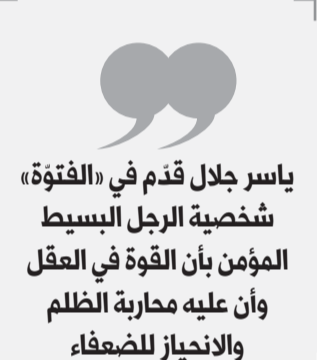 ياسر جلال قدّم في «الفتوّة»
شخصية الرجل البسيط
المؤمن بأن القوة في العقل
وأن عليه محاربة الظلم
والانحياز للضعفاء